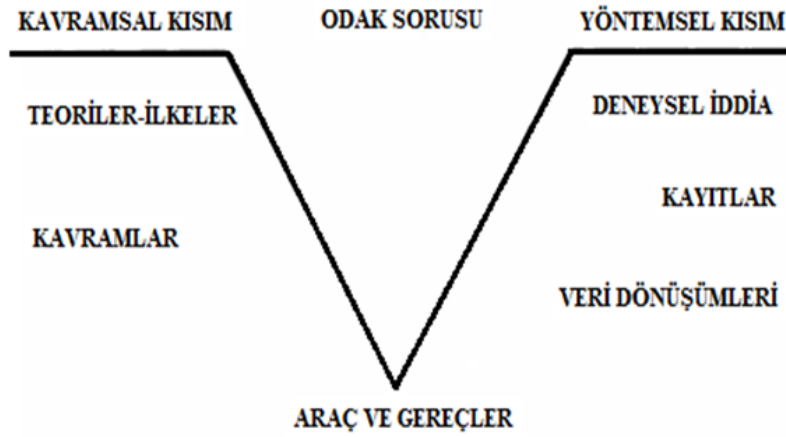 KAVRAMSAL KISIM
ODAK SORUSU
YÖNTEMSEL KISIM
TEORİLER-İLKELER
DENEYSEL İDDİA
KAYITLAR
KAVRAMLAR
VERİ DÖNÜŞÜMLERİ
ARAÇ VE GEREÇLER